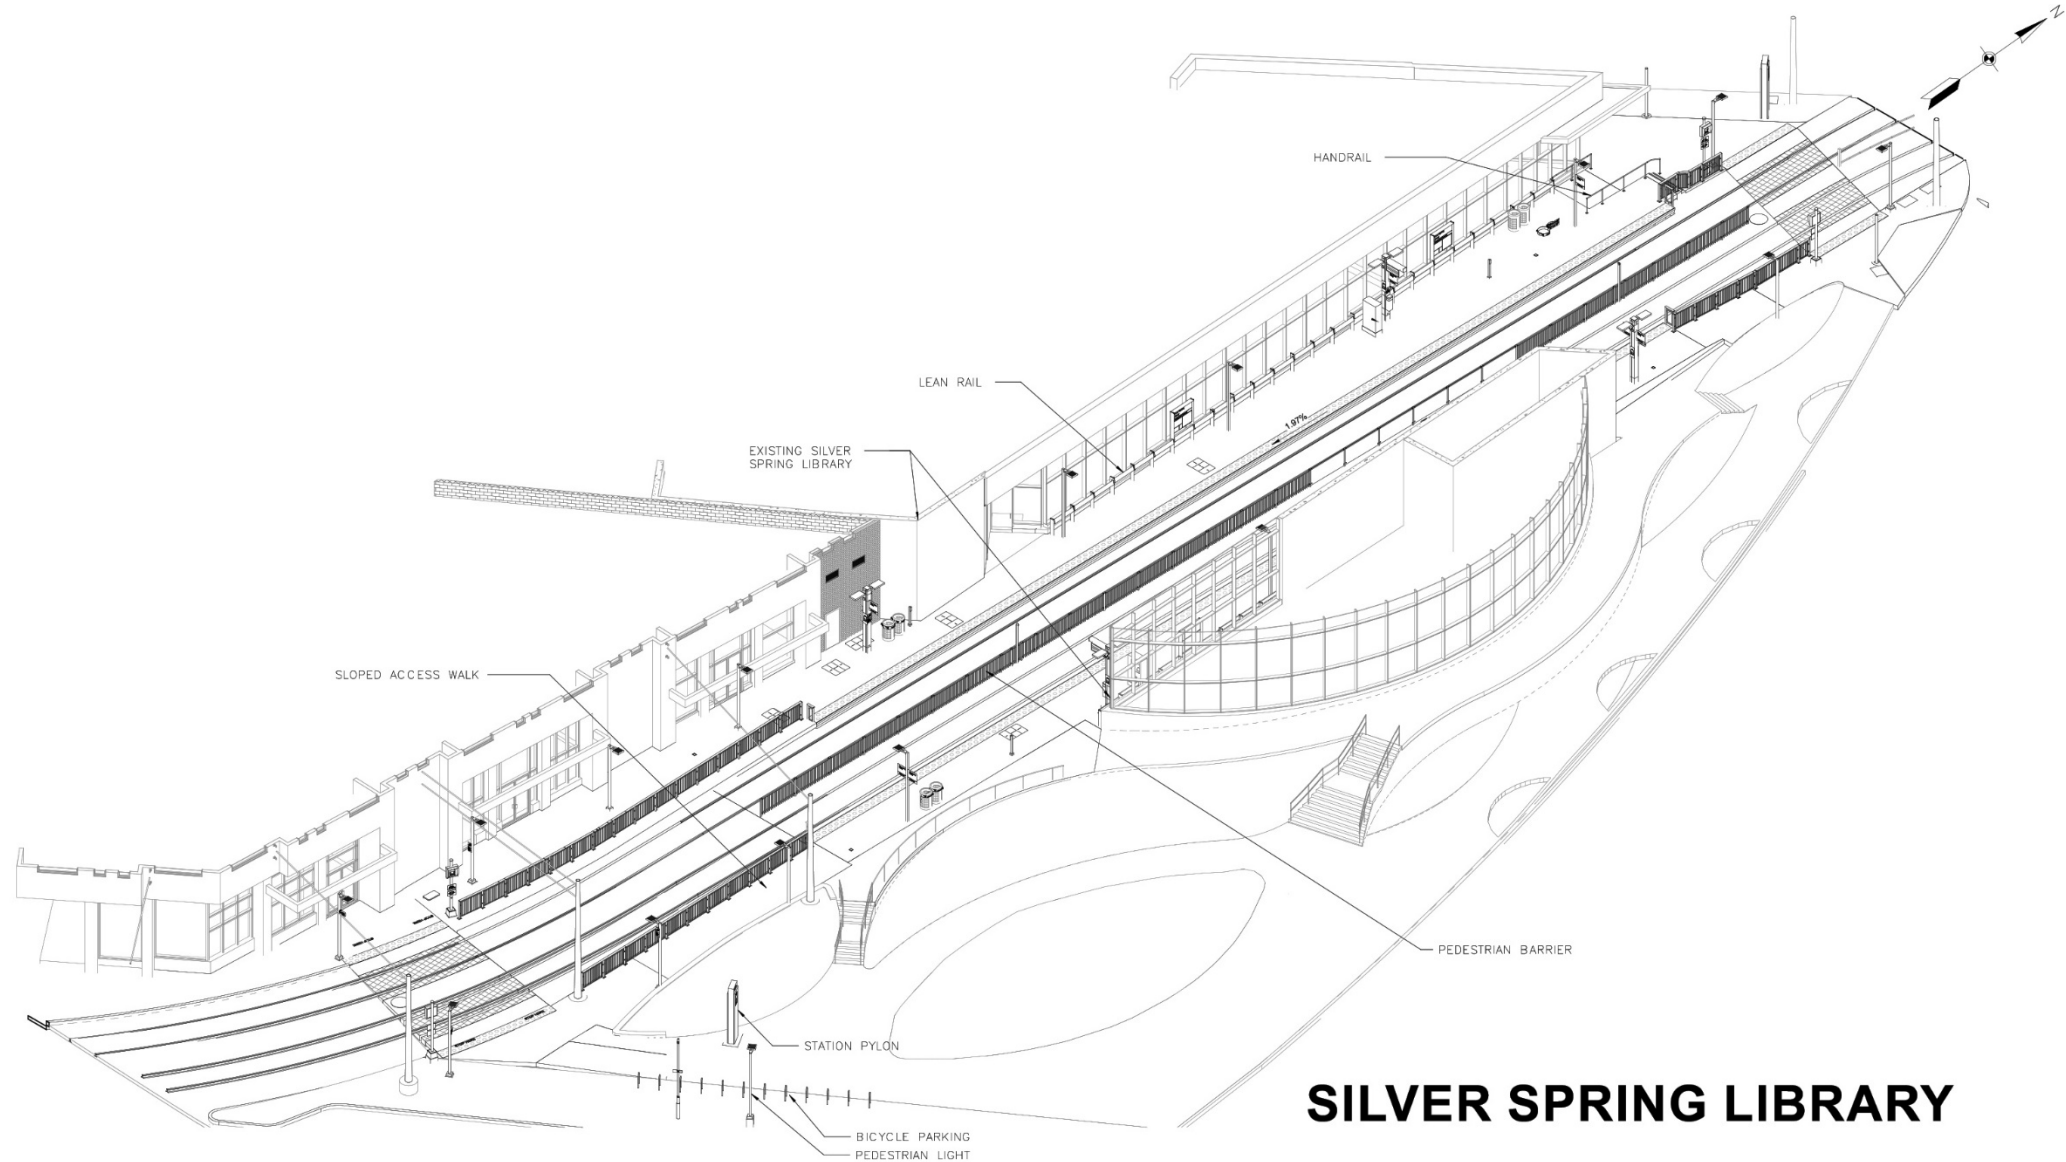 N
HANDRAIL
LEAN RAIL
1.97%
EXISTING SILVER
SPRING LIBRARY
SLOPED ACCESS WALK
PEDESTRIAN BARRIER
STATION PYLON
SILVER SPRING LIBRARY
BICYCLE PARKING
PEDESTRIAN LIGHT